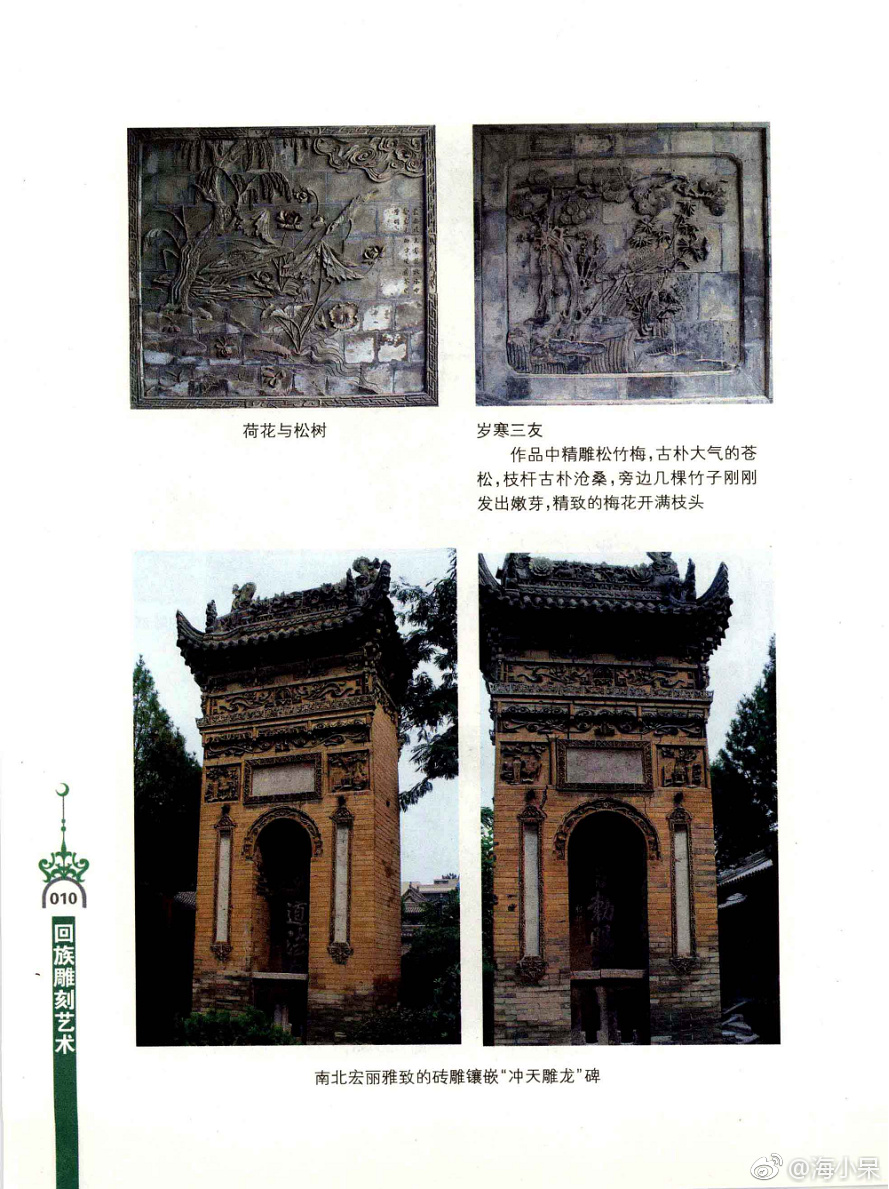 荷花与松树
岁寒三友
作品中精雕松竹梅，古朴大气的苍
松，枝杆古朴沧桑，旁边几棵竹子刚刚
发出嫩芽，精致的梅花开满枝头
道法
敕賜
南北宏丽雅致的砖雕镶嵌“冲天雕龙”碑
010
回族雕刻艺术
@海小呆